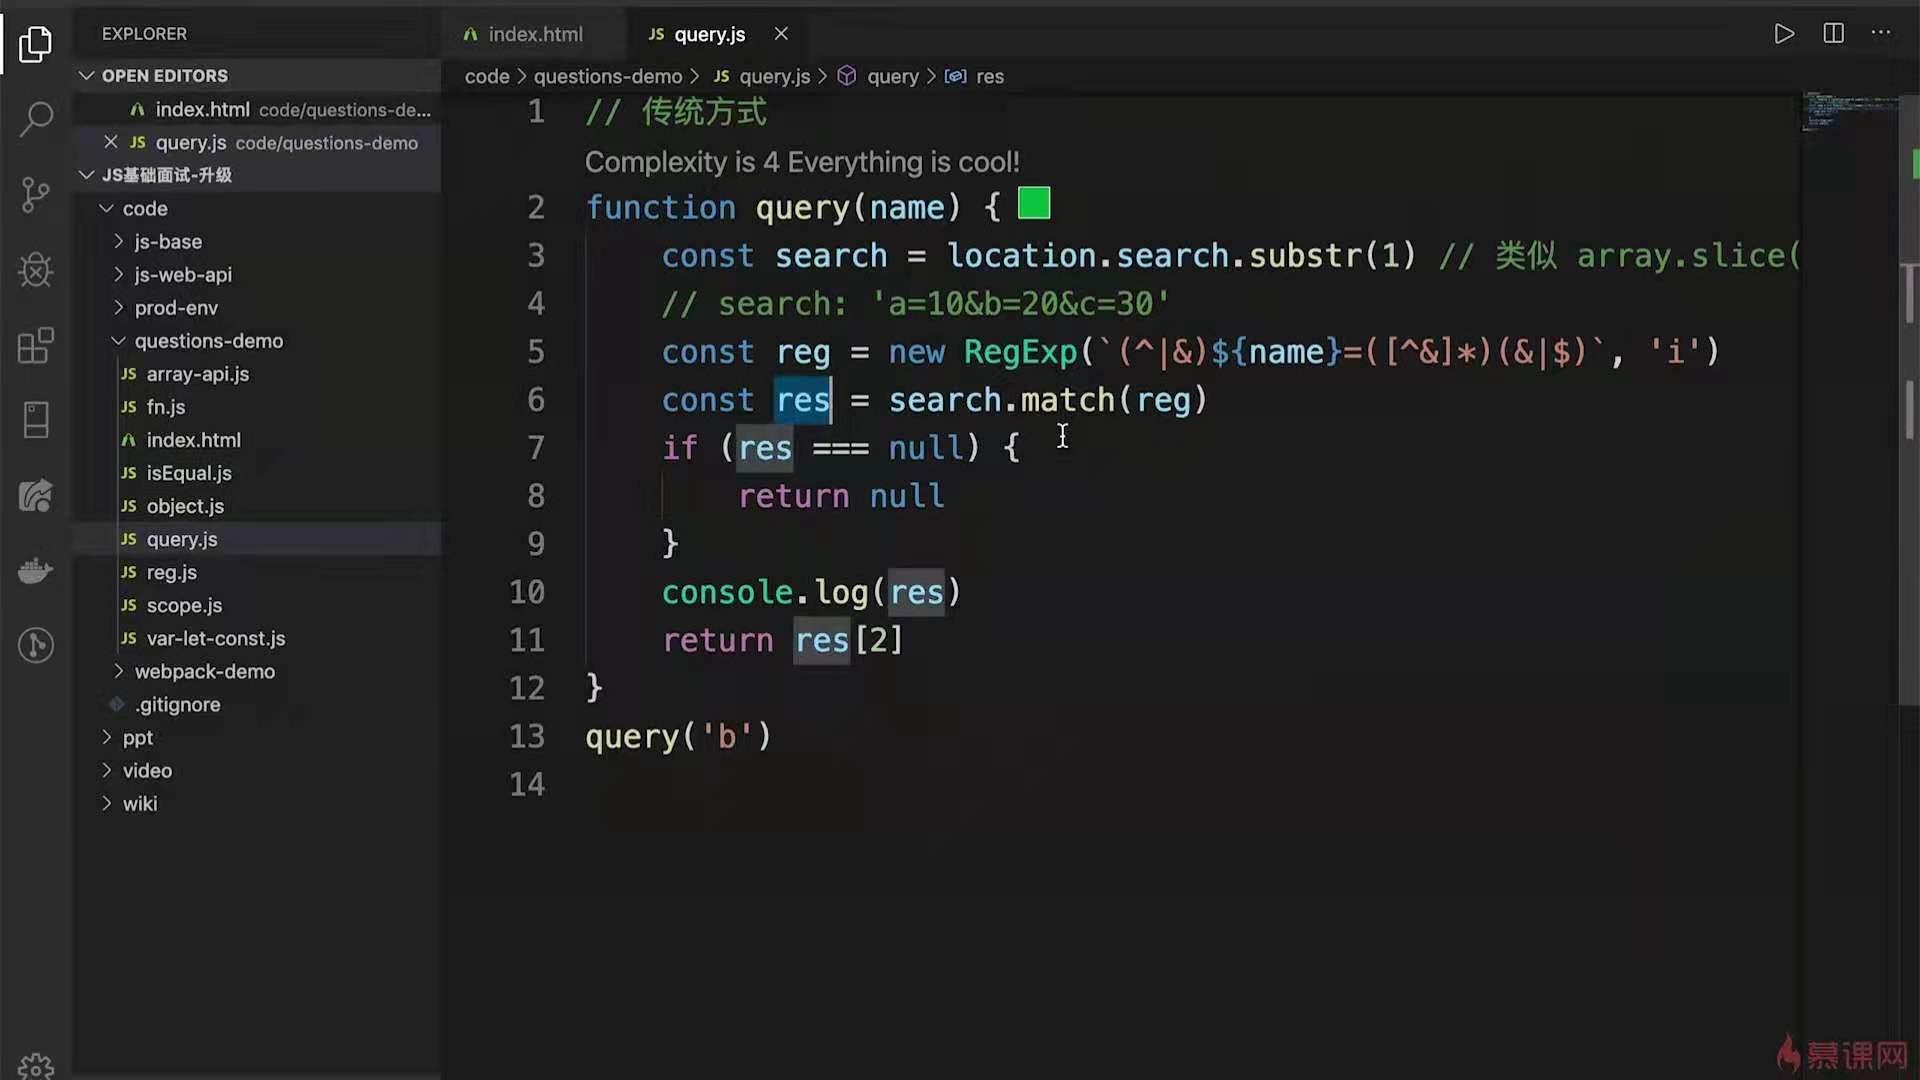 EXPLORER
OPEN EDITORS
index.html code/questions-de...
JS query.js code/questions-demo
JS基础面试-升级
code
js-base
js-web-api
prod-env
questions-demo
JS array-api.js
JS fn.js
index.html
JS isEqual.js
JS object.js
JS query.js
JS reg.js
JS scope.js
JS var-let-const.js
webpack-demo
.gitignore
ppt
video
wiki
index.html
JS query.js
code > questions-demo > JS query.js > query > res
1 // 传统方式
Complexity is 4 Everything is cool!
2 function query(name) {
3 const search = location.search.substr(1) // 类似 array.slice(
4 // search: 'a=10&b=20&c=30'
5 const reg = new RegExp(`(^|&)${name}=([^&]*)(&|$)`, 'i')
6 const res = search.match(reg)
7 if (res === null) {
8 return null
9 }
10 console.log(res)
11 return res[2]
12 }
13 query('b')
14
慕课网